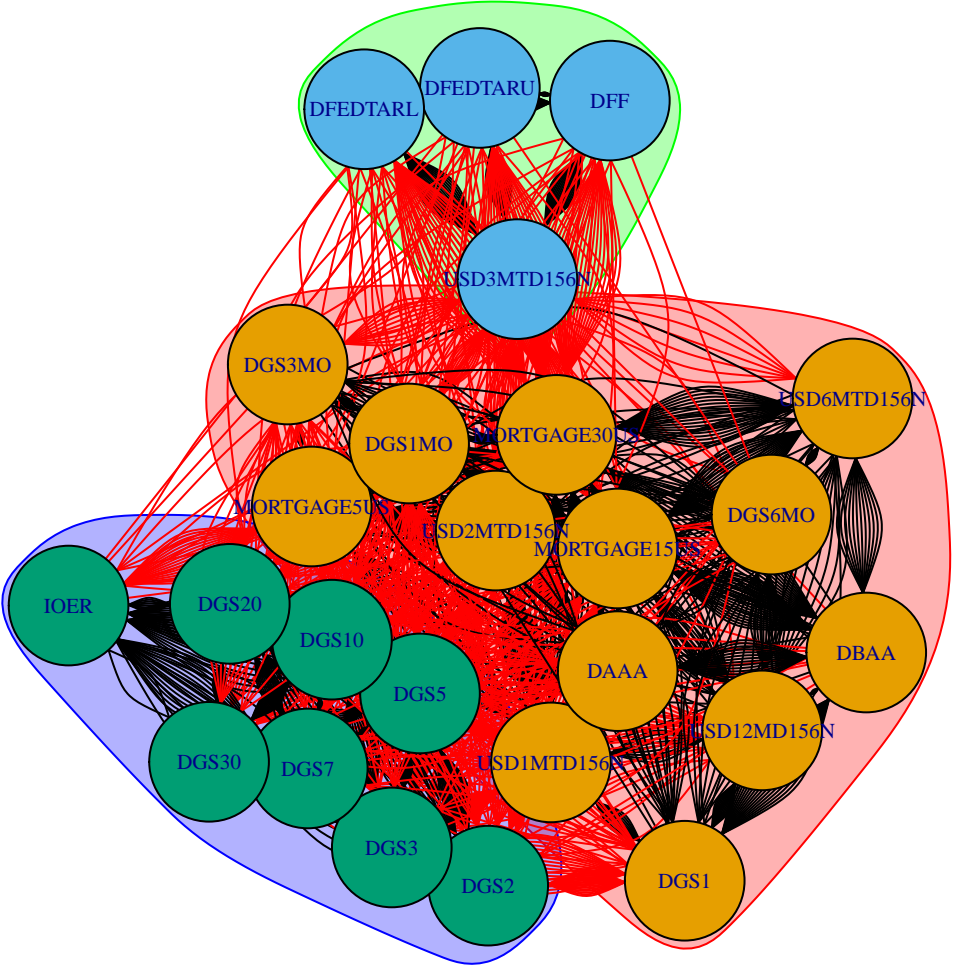 DFEDTARU
DFF
DFEDTARL
USD3MTD156N
DGS3MO
USD6MTD156N
DGS1MO
MORTGAGE30US
MORTGAGE5US
DGS6MO
USD2MTD156N
MORTGAGE15US
IOER
DGS20
DGS10
DBAA
DAAA
DGS5
USD12MD156N
DGS30
DGS7
USD1MTD156N
DGS3
DGS1
DGS2